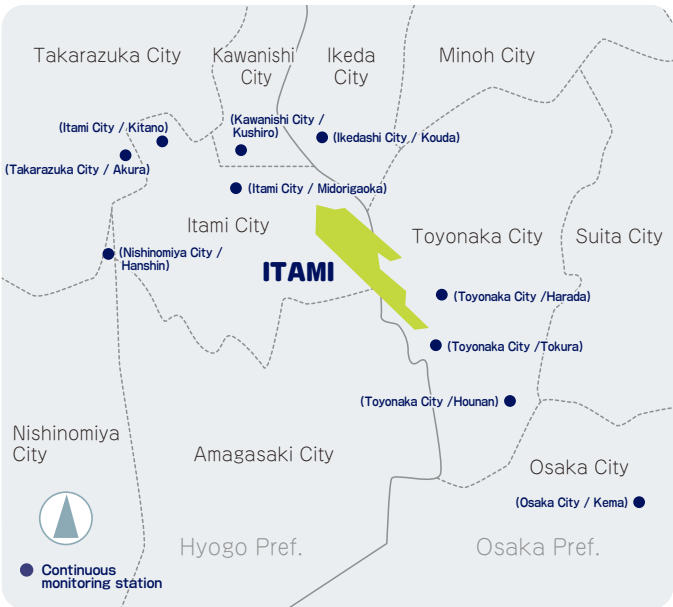 Takarazuka City
Kawanishi
City
Ikeda
City
Minoh City
(Itami City / Kitano)
(Kawanishi City /
Kushiro)
(Ikedashi City / Kouda)
(Takarazuka City / Akura)
(Itami City / Midorigaoka)
Itami City
Toyonaka City
Suita City
(Nishinomiya City /
Hanshin)
ITAMI
(Toyonaka City /Harada)
(Toyonaka City /Tokura)
(Toyonaka City /Hounan)
Nishinomiya
City
Amagasaki City
Osaka City
(Osaka City / Kema)
Hyogo Pref.
Osaka Pref.
Continuous
monitoring station